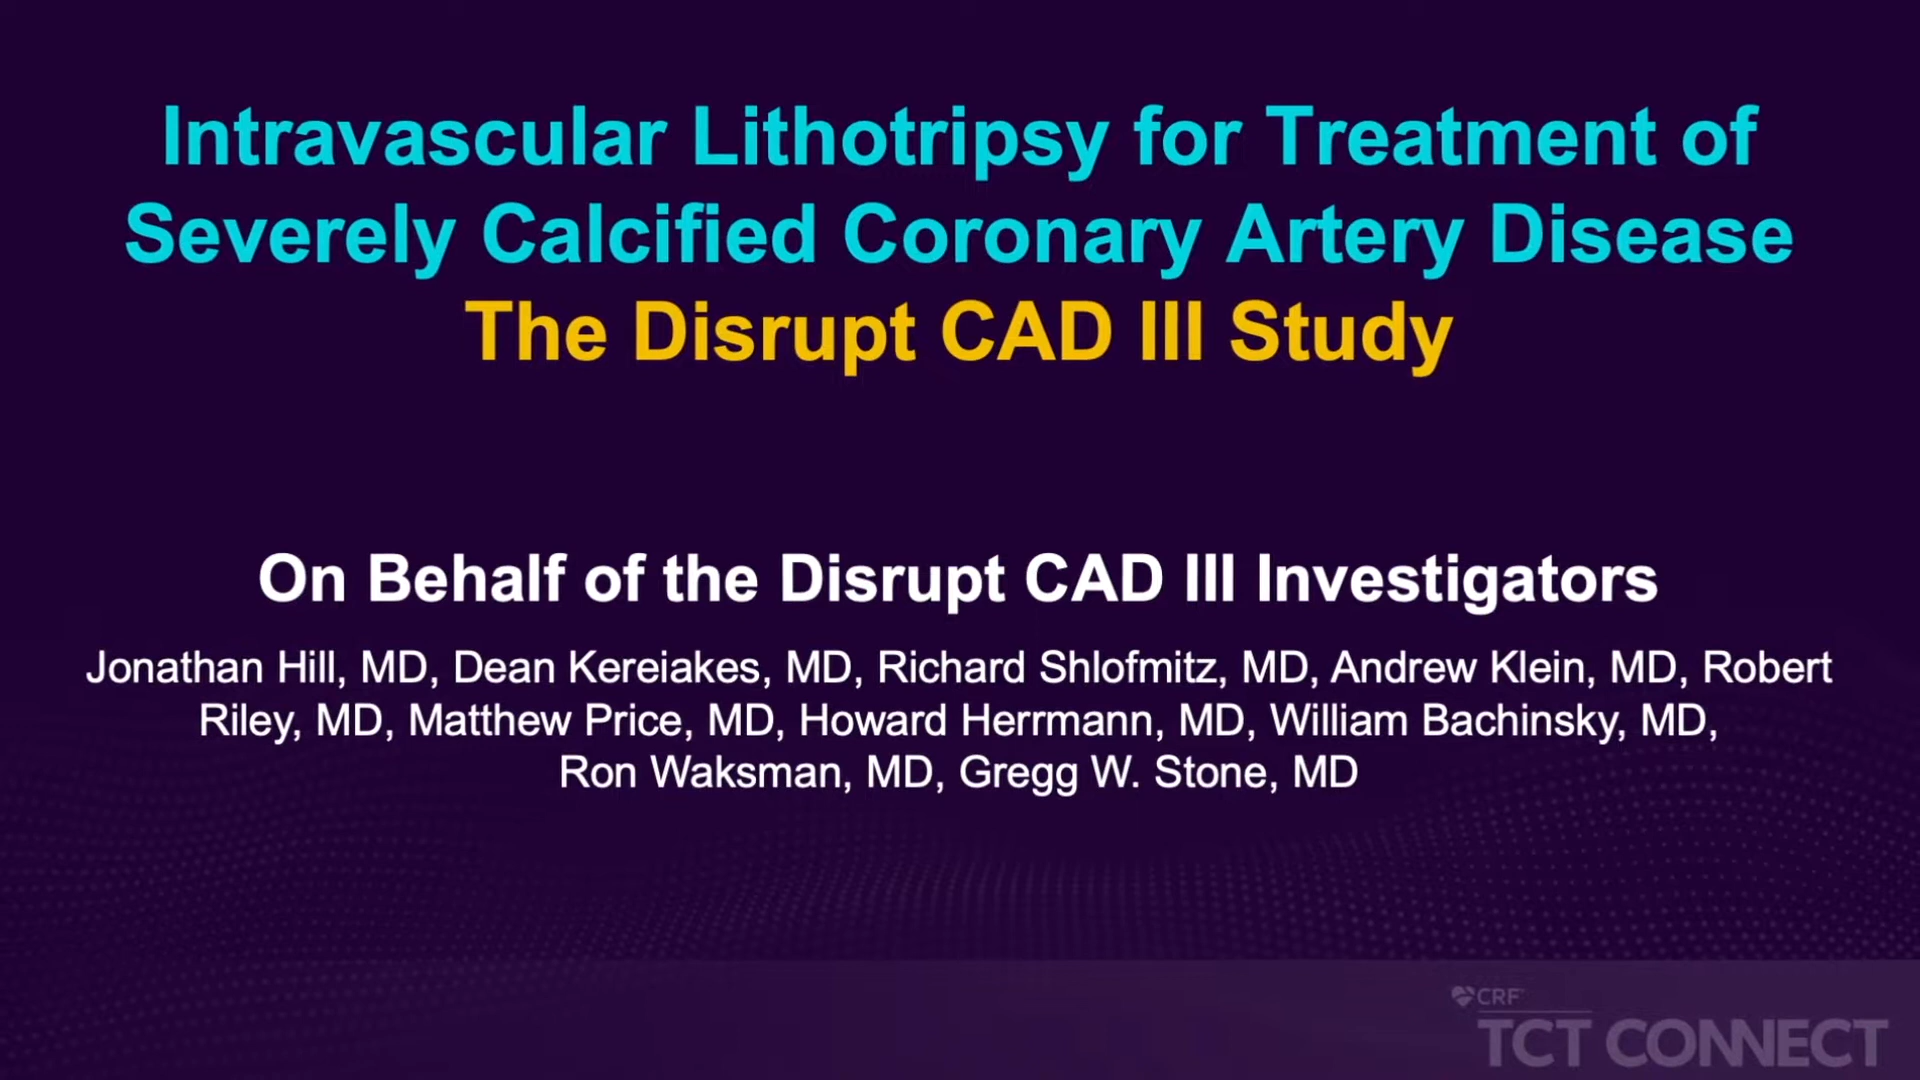 Intravascular Lithotripsy for Treatment of
Severely Calcified Coronary Artery Disease
The Disrupt CAD III Study
On Behalf of the Disrupt CAD III Investigators
Jonathan Hill, MD, Dean Kereiakes, MD, Richard Shlofmitz, MD, Andrew Klein, MD, Robert
Riley, MD, Matthew Price, MD, Howard Herrmann, MD, William Bachinsky, MD,
Ron Waksman, MD, Gregg W. Stone, MD
CRF
TCT CONNECT